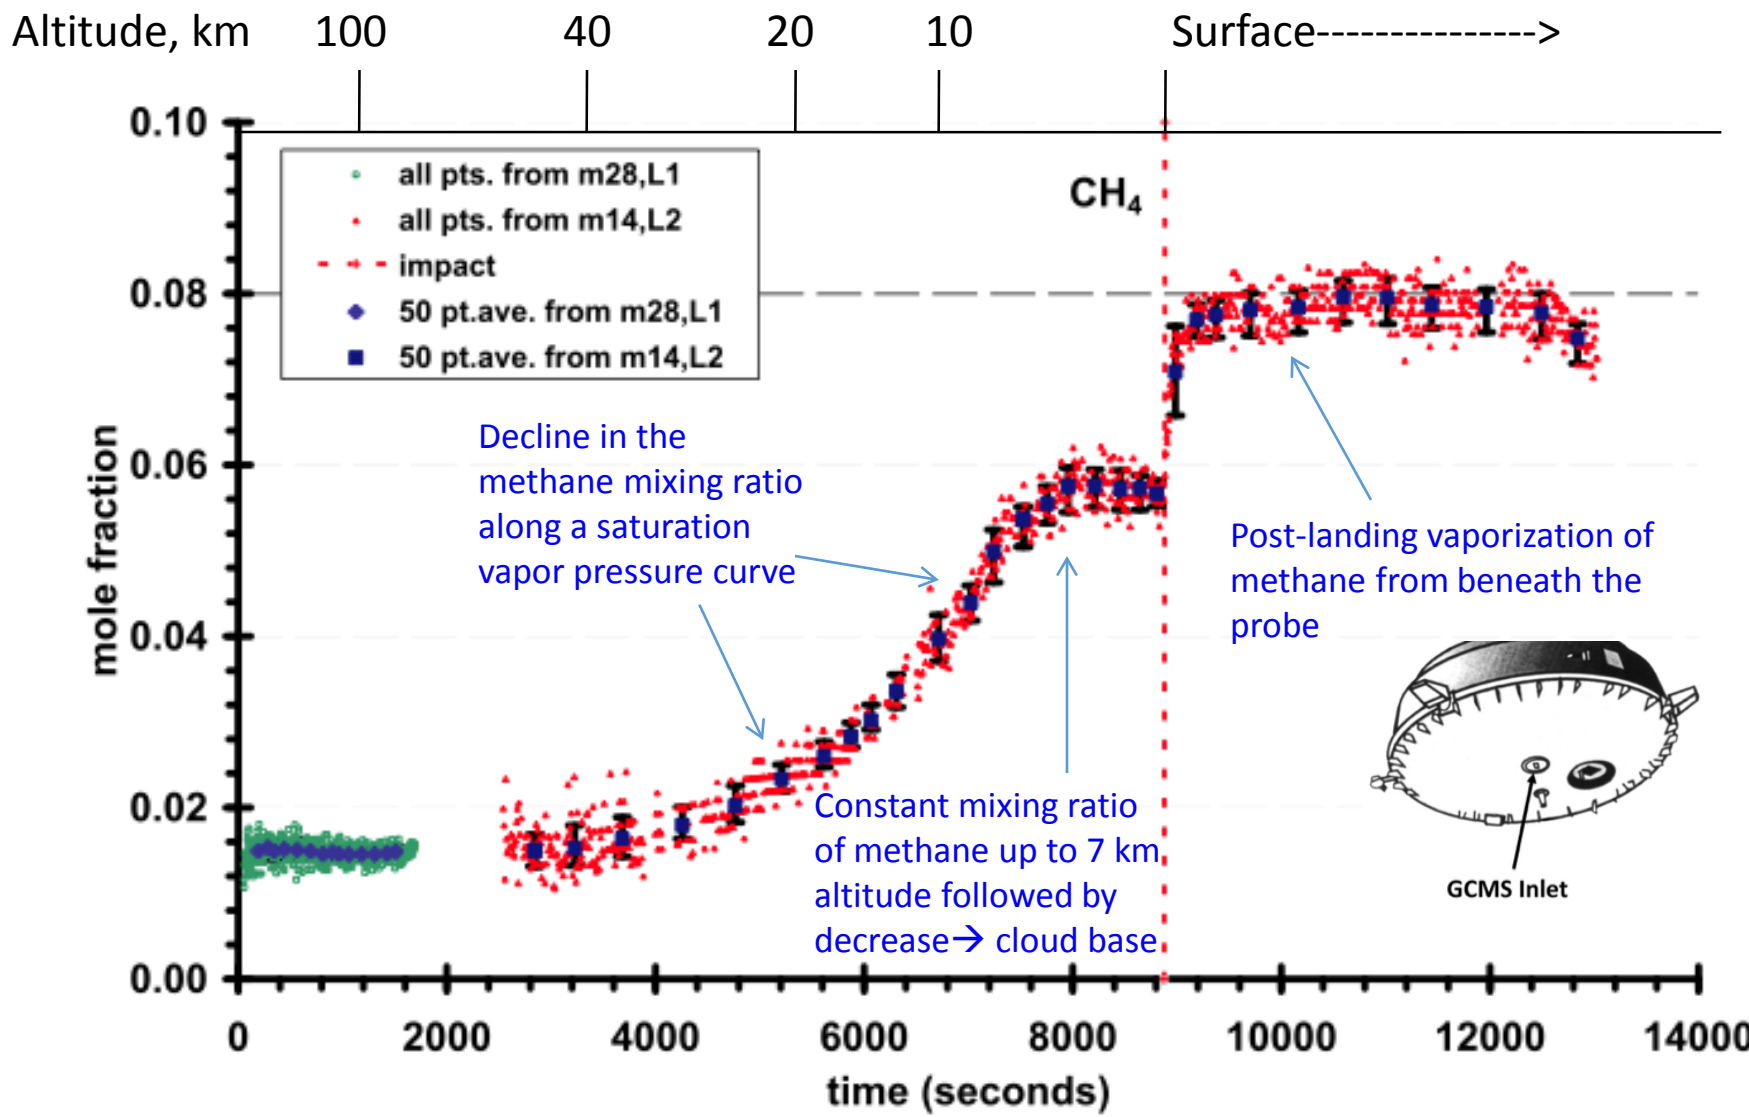 Altitude, km 100 40 20 10 Surface--------------->
0.10
all pts. from m28,L1
all pts. from m14,L2
impact
50 pt.ave. from m28,L1
50 pt.ave. from m14,L2
CH4
0.08
0.06
0.04
0.02
0.00
mole fraction
Decline in the
methane mixing ratio
along a saturation
vapor pressure curve
Post-landing vaporization of
methane from beneath the
probe
Constant mixing ratio
of methane up to 7 km
altitude followed by
decrease→ cloud base
GCMS Inlet
0 2000 4000 6000 8000 10000 12000 14000
time (seconds)